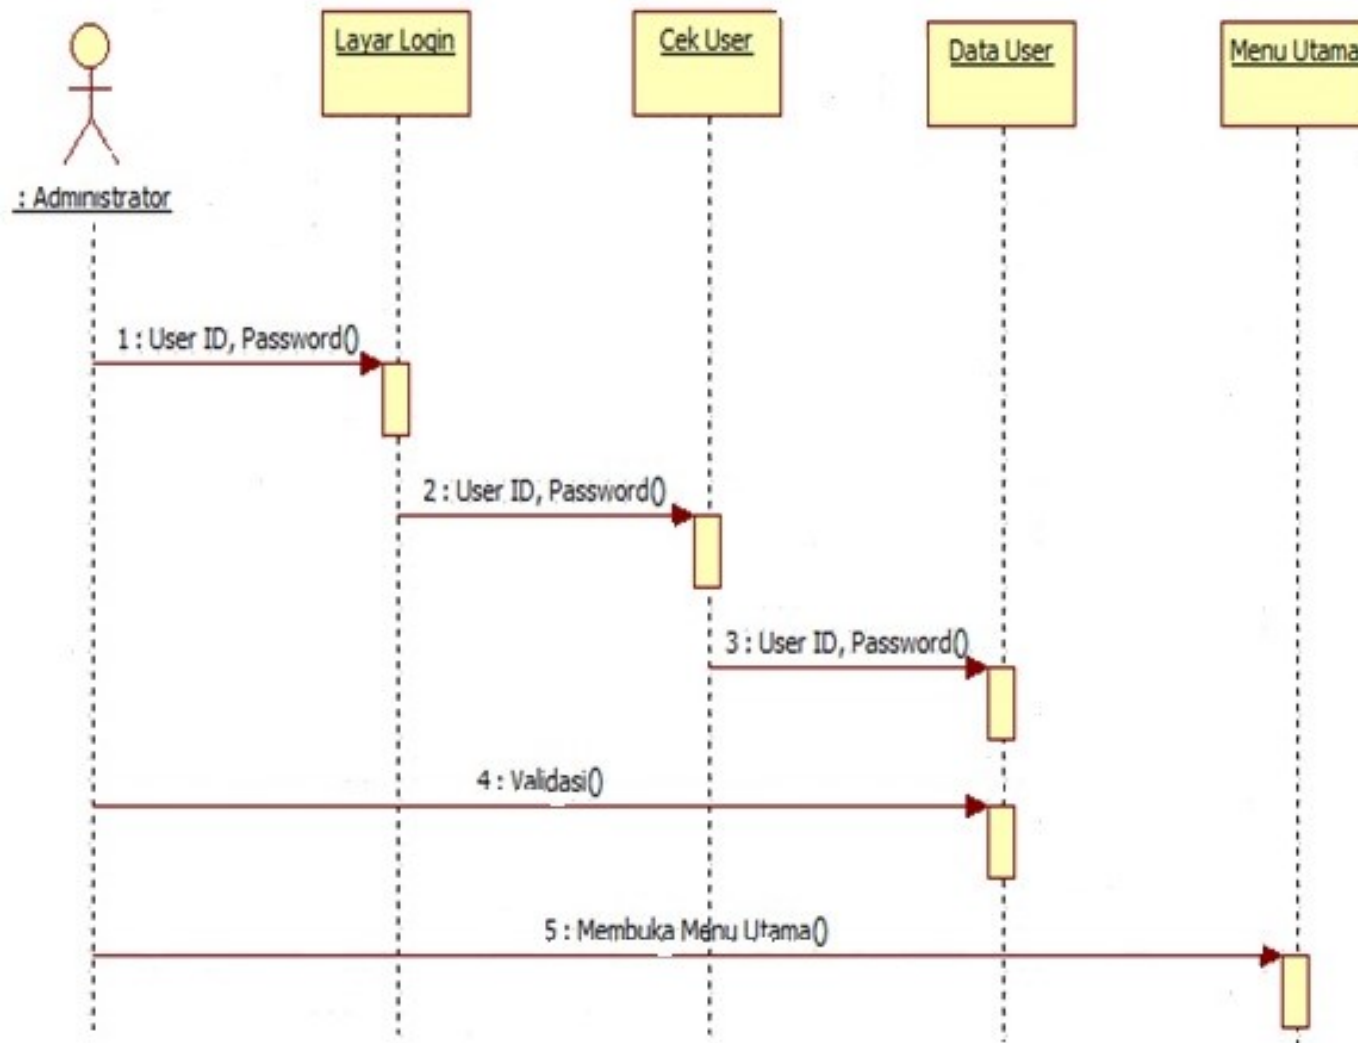 Layar Login
Cek User
Data User
Menu Utama
: Administrator
1 : User ID, Password()
2 : User ID, Password()
3 : User ID, Password()
4 : Validasi()
5 : Membuka Menu Utama()